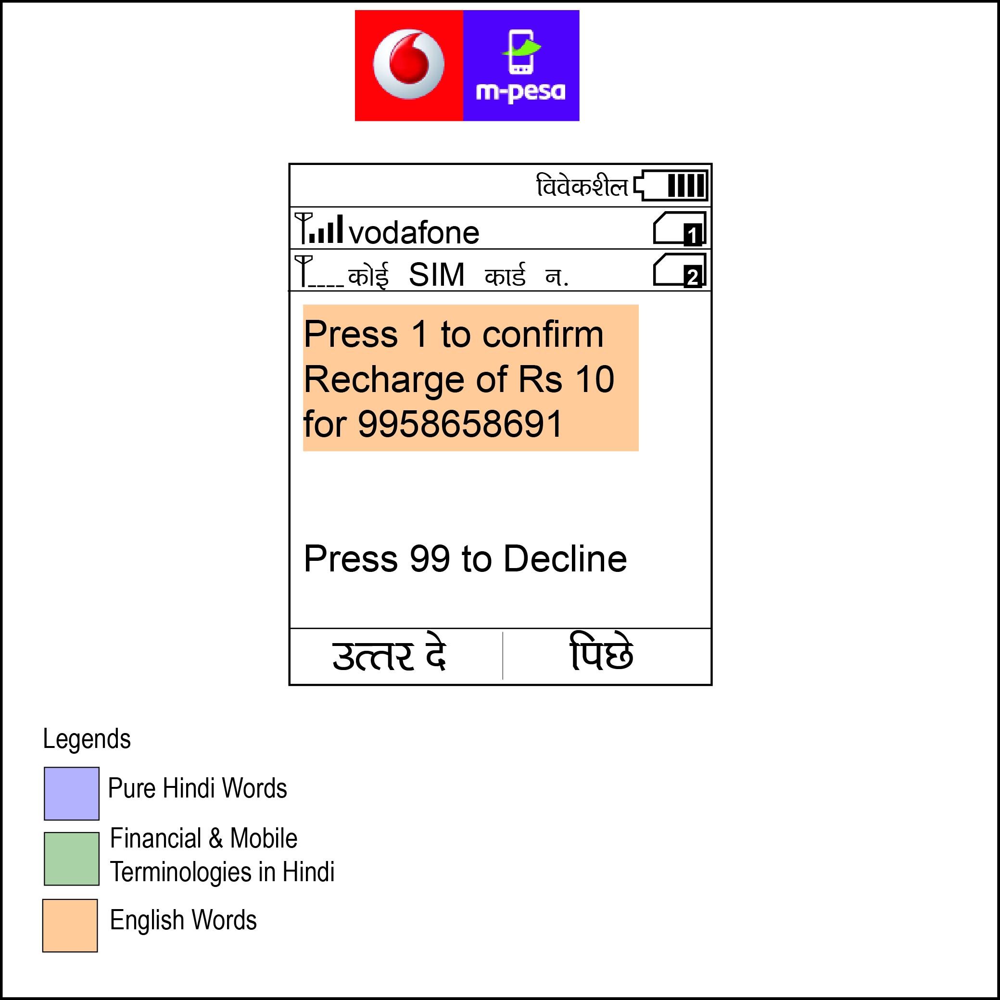 m-pesa
विवेकशील
vodafone
1
कोई SIM कार्ड न.
2
Press 1 to confirm
Recharge of Rs 10
for 9958658691
Press 99 to Decline
उत्तर दे
पिछे
Legends
Pure Hindi Words
Financial & Mobile
Terminologies in Hindi
English Words